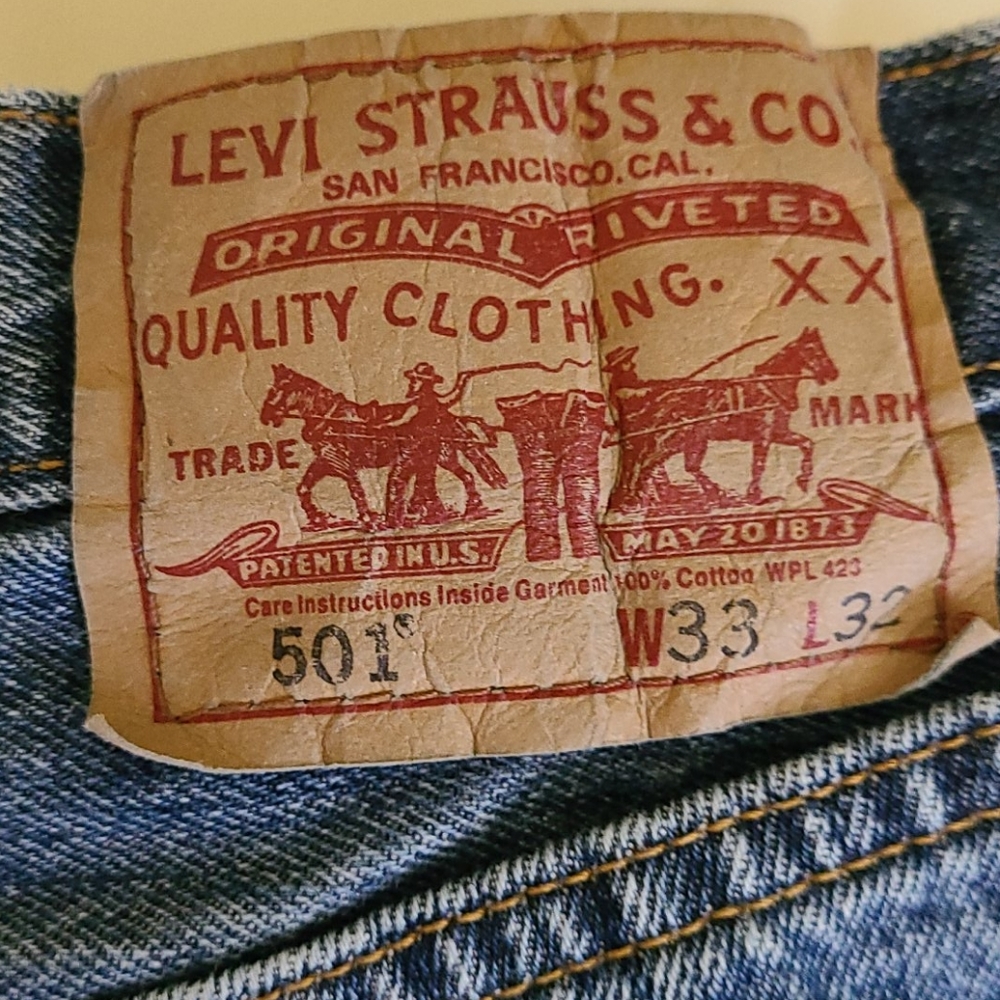 LEVI STRAUSS & CO.
SAN FRANCISCO. CAL.
ORIGINAL RIVETED
QUALITY CLOTHING. XX
TRADE MARK
PATENTED IN U.S. MAY 20 1873
Care Instructions Inside Garment 100% Cotton WPL 423
501® W33 L32